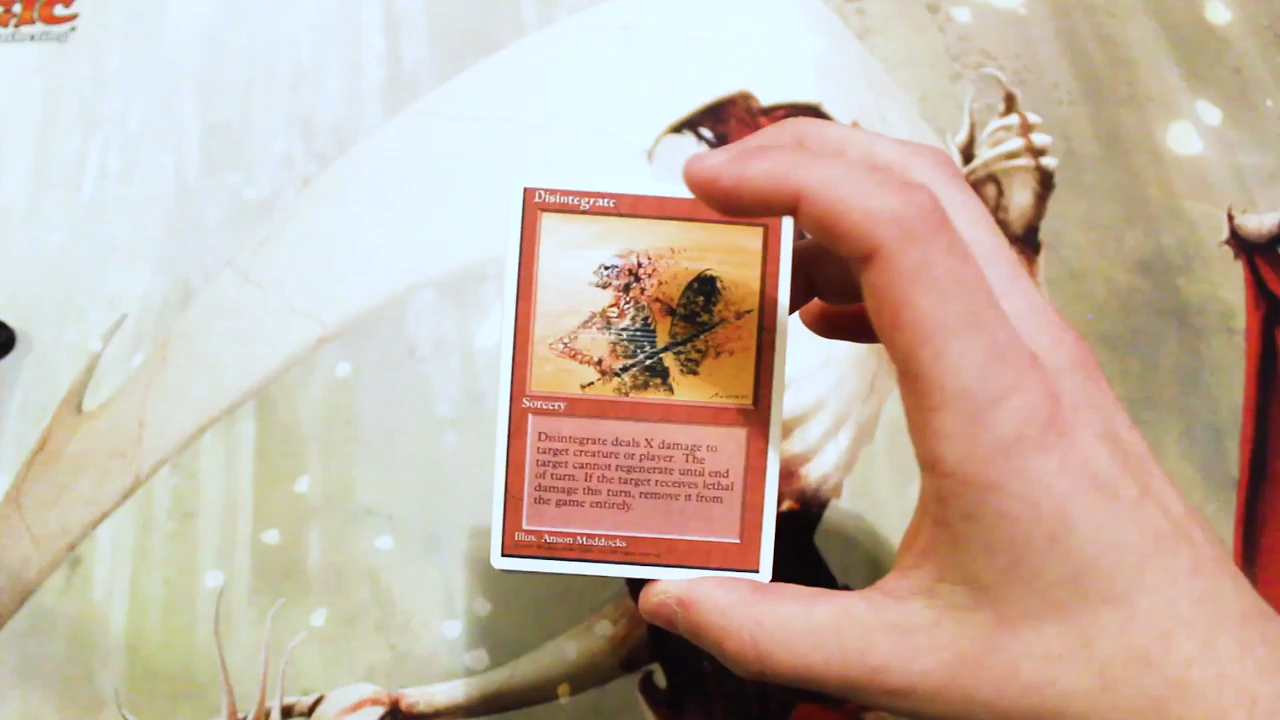 Disintegrate
Sorcery
Disintegrate deals X damage to
target creature or player. The
target cannot regenerate until end
of turn. If the target receives lethal
damage this turn, remove it from
the game entirely.
Illus. Anson Maddocks